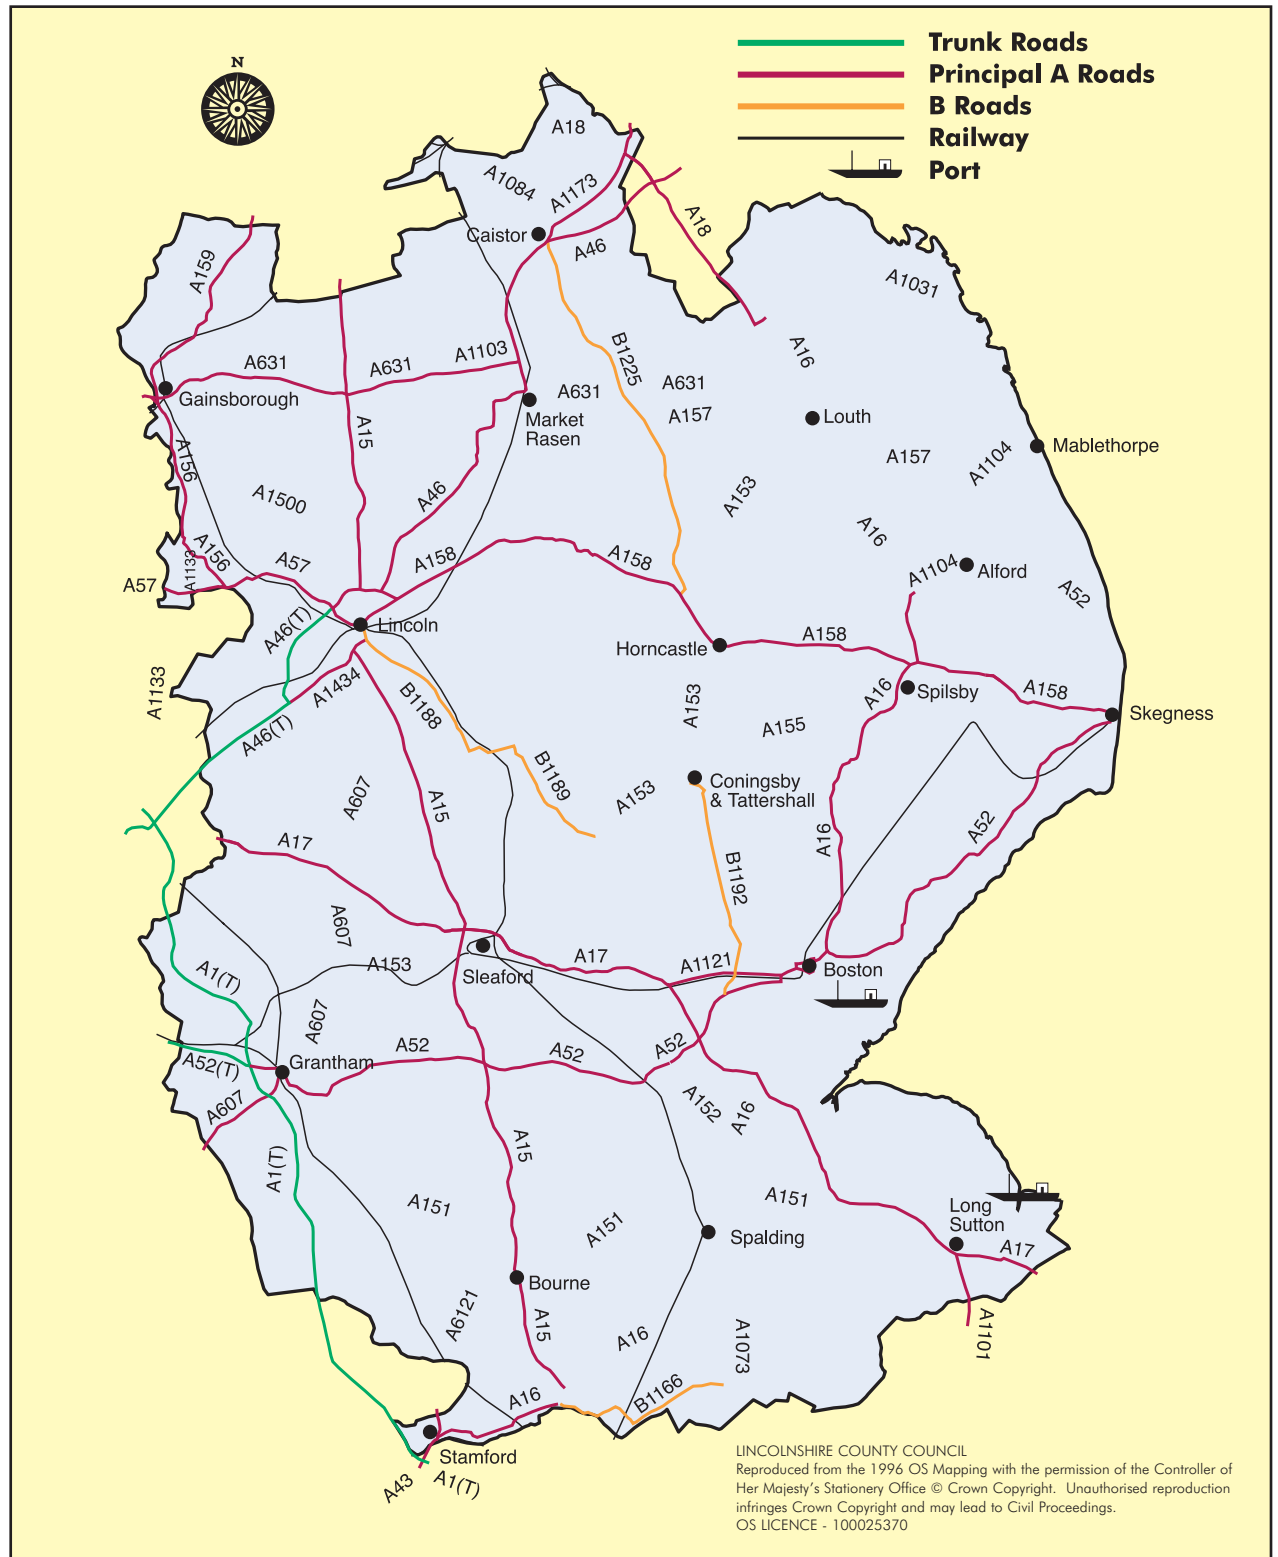 N
Trunk Roads
Principal A Roads
B Roads
Railway
Port
A18
A1084
A1173
A18
Caistor
A46
A159
A1031
A16
B1225
A631
A631
A1103
A631
A631
A157
Gainsborough
Market
Rasen
Louth
A15
Mablethorpe
A156
A157
A1104
A1500
A46
A153
A16
A156
A1133
A57
A158
A158
A57
A1104
Alford
A52
A46(T)
Lincoln
Horncastle
A158
A1133
A1434
B1188
A153
A16
Spilsby
A158
Skegness
A46(T)
A155
B1189
A607
A15
A153
Coningsby
& Tattershall
A16
A52
A17
B1192
A607
A153
A17
A1121
Boston
A1(T)
Sleaford
A607
A52(T)
Grantham
A52
A52
A52
A607
A152
A16
A1(T)
A15
A151
A151
A151
Long
Sutton
Spalding
A17
Bourne
A6121
A15
A16
A1073
A1101
A16
B1166
Stamford
A43
A1(T)
LINCOLNSHIRE COUNTY COUNCIL
Reproduced from the 1996 OS Mapping with the permission of the Controller of
Her Majesty's Stationery Office © Crown Copyright. Unauthorised reproduction
infringes Crown Copyright and may lead to Civil Proceedings.
OS LICENCE - 100025370